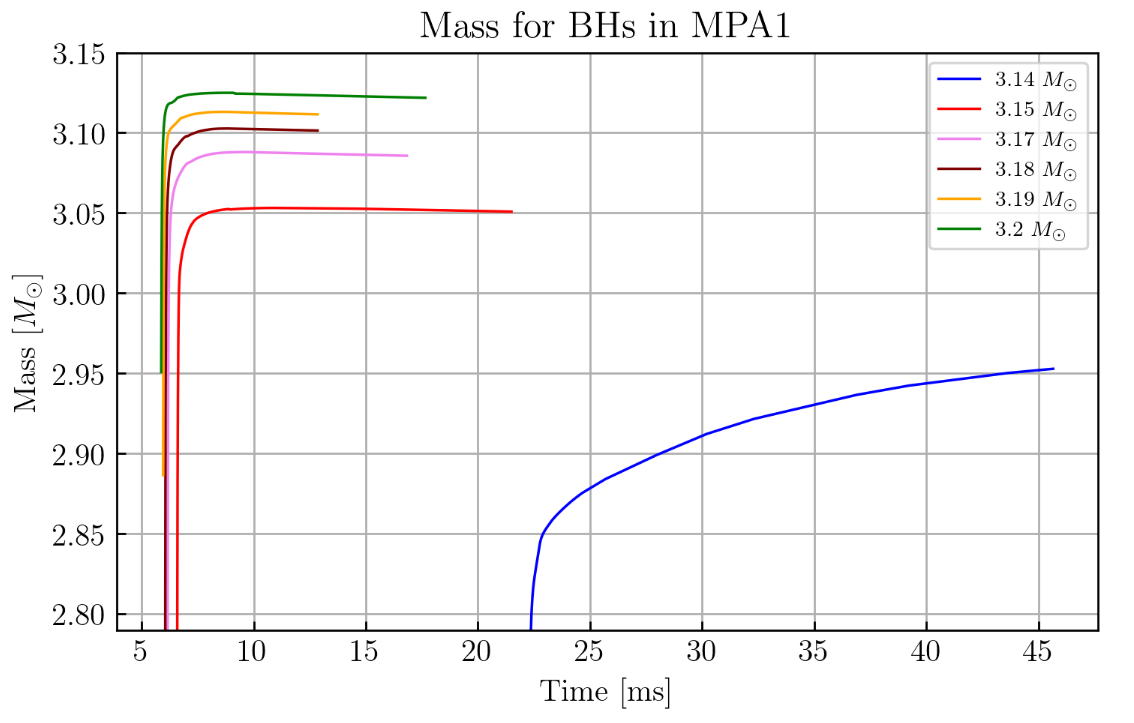 Mass for BHs in MPA1
3.15
3.10
3.05
3.00
2.95
2.90
2.85
2.80
Mass [M☉]
5
10
15
20
25
30
35
40
45
Time [ms]
3.14 M☉
3.15 M☉
3.17 M☉
3.18 M☉
3.19 M☉
3.2 M☉